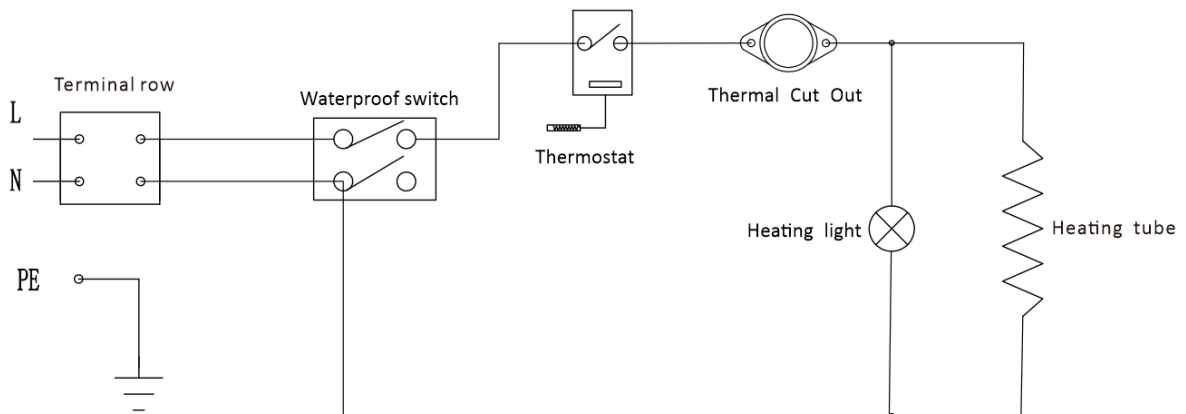 Terminal row
L
N
PE
Waterproof switch
Thermostat
Thermal Cut Out
Heating light
Heating tube